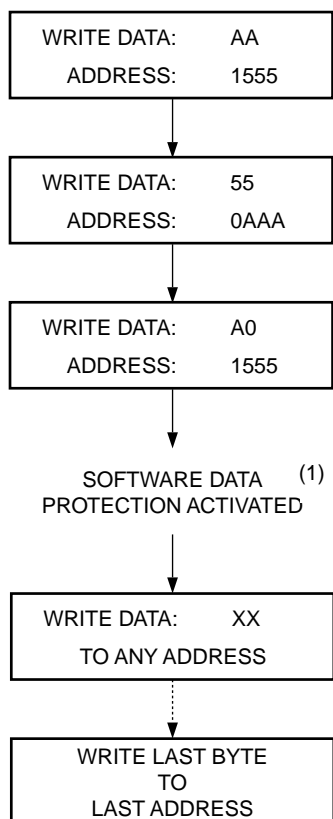 WRITE DATA: AA
ADDRESS: 1555
WRITE DATA: 55
ADDRESS: 0AAA
WRITE DATA: A0
ADDRESS: 1555
SOFTWARE DATA (1)
PROTECTION ACTIVATED
WRITE DATA: XX
TO ANY ADDRESS
WRITE LAST BYTE
TO
LAST ADDRESS